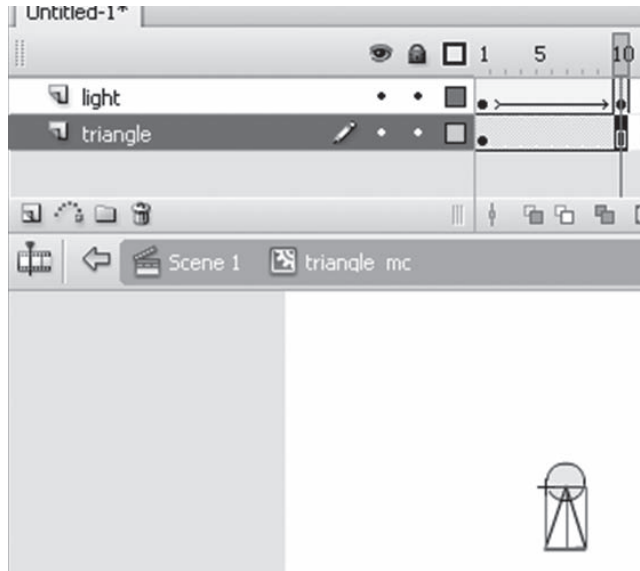 Untitled-1*
1 5 10
light
triangle
Scene 1 triangle mc